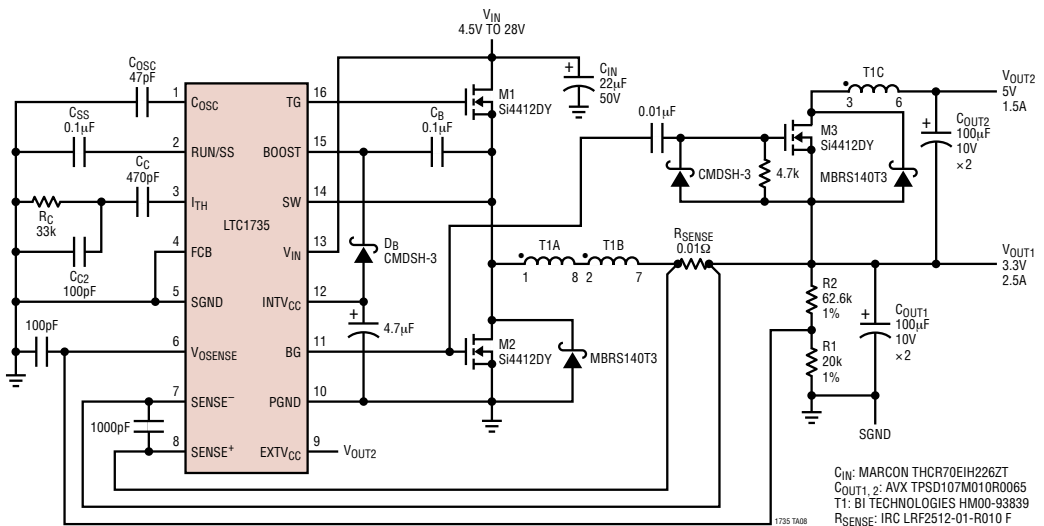 VIN
4.5V TO 28V
COSC
47pF
CSS
0.1µF
CC
470pF
RC
33k
CC2
100pF
100pF
1000pF
1
COSC
2
RUN/SS
3
ITH
4
FCB
5
SGND
6
VOSENSE
7
SENSE−
8
SENSE+
LTC1735
TG
16
BOOST
15
SW
14
VIN
13
INTVCC
12
BG
11
PGND
10
EXTVCC
9
VOUT2
CB
0.1µF
DB
CMDSH-3
+
4.7µF
M1
Si4412DY
+
CIN
22µF
50V
M2
Si4412DY
MBRS140T3
T1A
T1B
1
8
2
7
RSENSE
0.01Ω
0.01µF
CMDSH-3
4.7k
M3
Si4412DY
MBRS140T3
T1C
3
6
+
COUT2
100µF
10V
×2
VOUT2
5V
1.5A
VOUT1
3.3V
2.5A
R2
62.6k
1%
R1
20k
1%
+
COUT1
100µF
10V
×2
SGND
CIN: MARCON THCR70EIH226ZT
COUT1, 2: AVX TPSD107M010R0065
T1: BI TECHNOLOGIES HM00-93839
RSENSE: IRC LRF2512-01-R010 F
1735 TA08